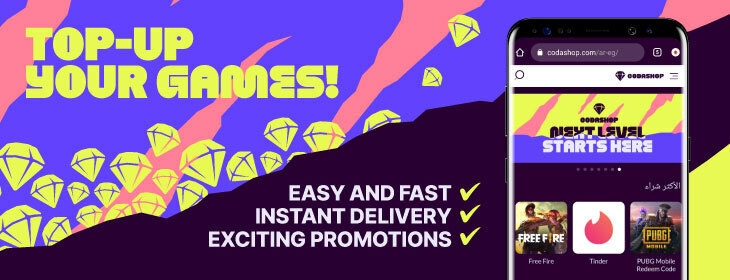 TOP-UP
YOUR GAMES!
EASY AND FAST
INSTANT DELIVERY
EXCITING PROMOTIONS
codashop.com/ar-eg/
CODASHOP
CODASHOP
NEXT LEVEL
STARTS HERE
الأكثر شراء
FREE FIRE
PUBG
MOBILE
Free Fire
Tinder
PUBG Mobile
Redeem Code